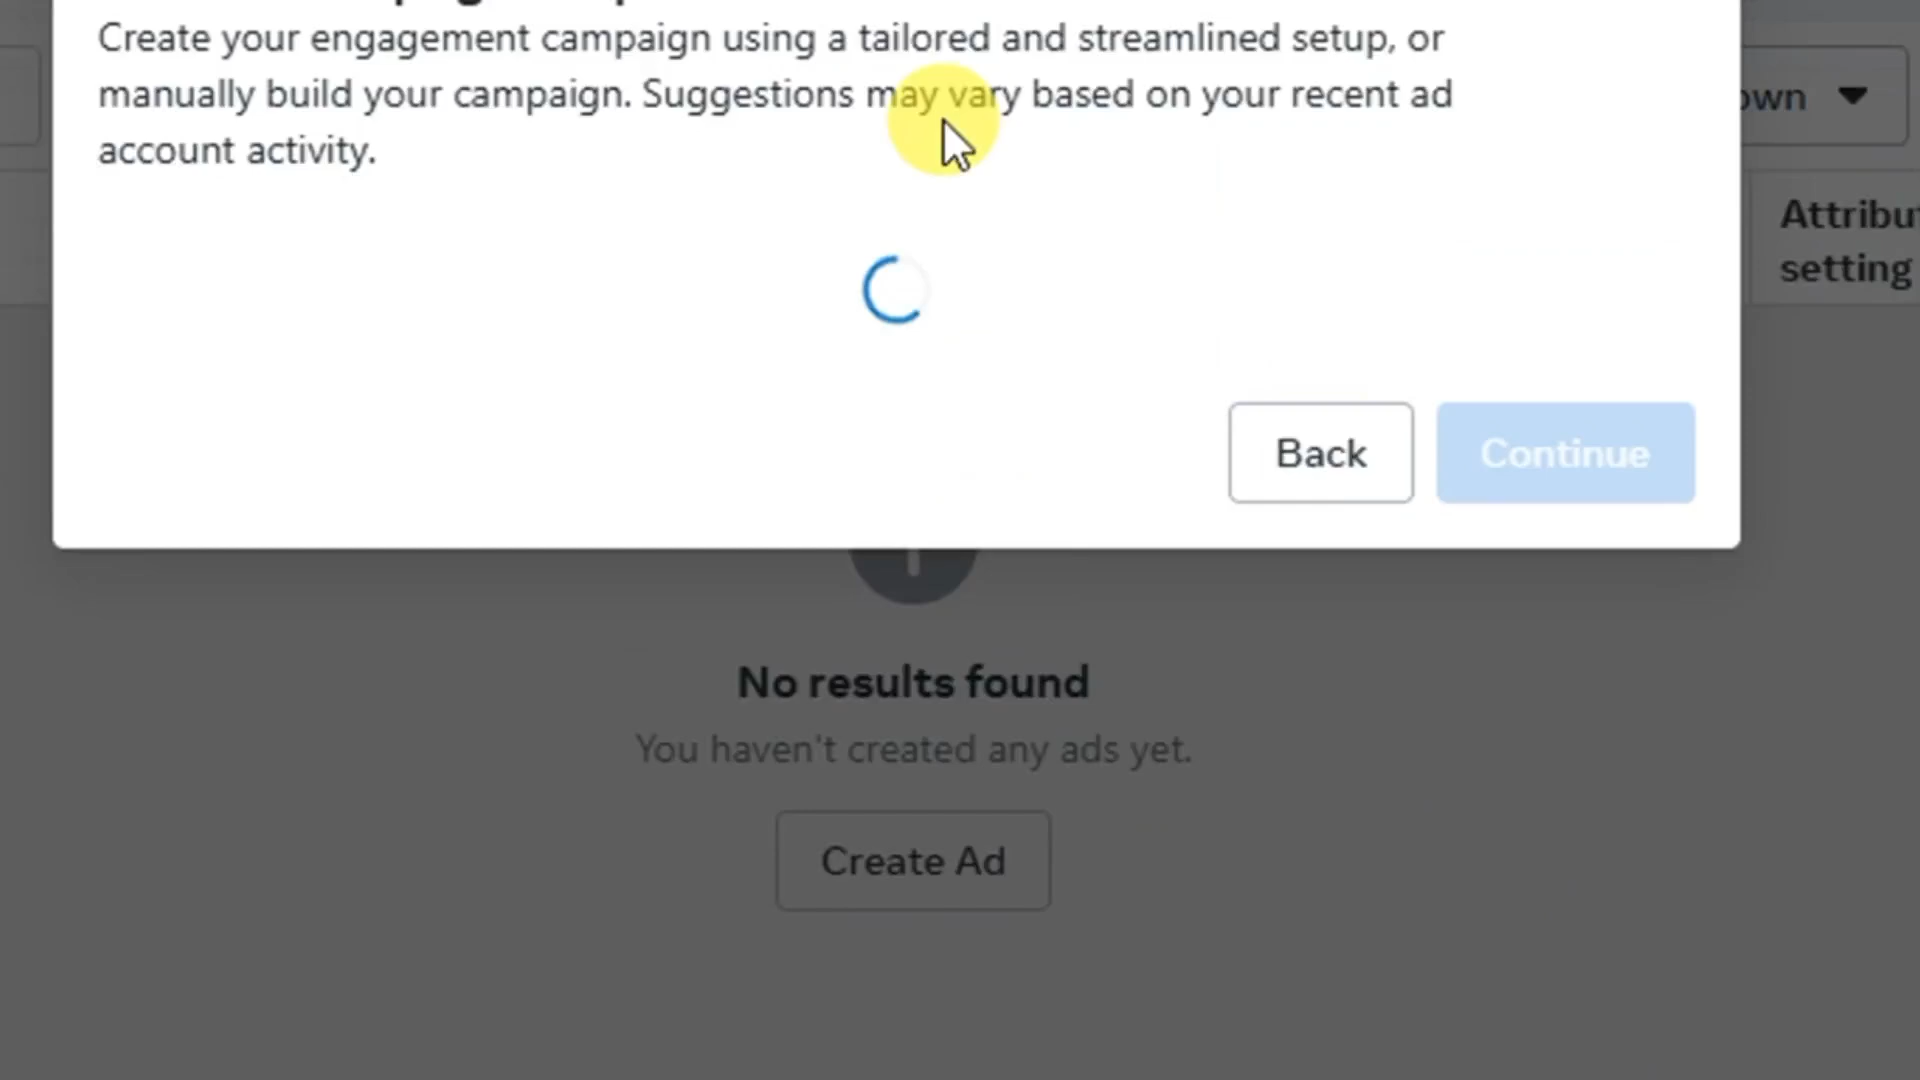 Create your engagement campaign using a tailored and streamlined setup, or
manually build your campaign. Suggestions may vary based on your recent ad
account activity.
Attribu
setting
Back
Continue
No results found
You haven't created any ads yet.
Create Ad